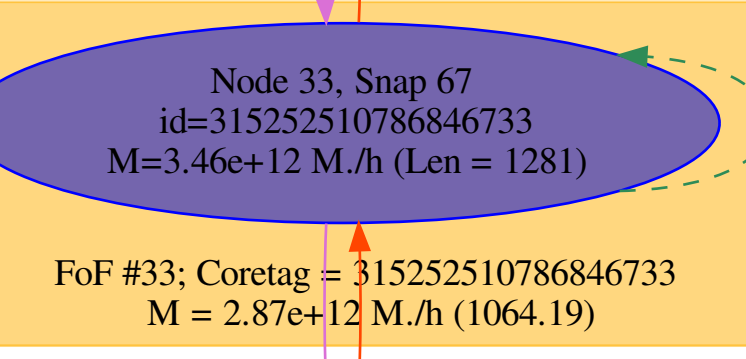 Node 33, Snap 67
id=315252510786846733
M=3.46e+12 M./h (Len = 1281)
FoF #33; Coretag = 315252510786846733
M = 2.87e+12 M./h (1064.19)